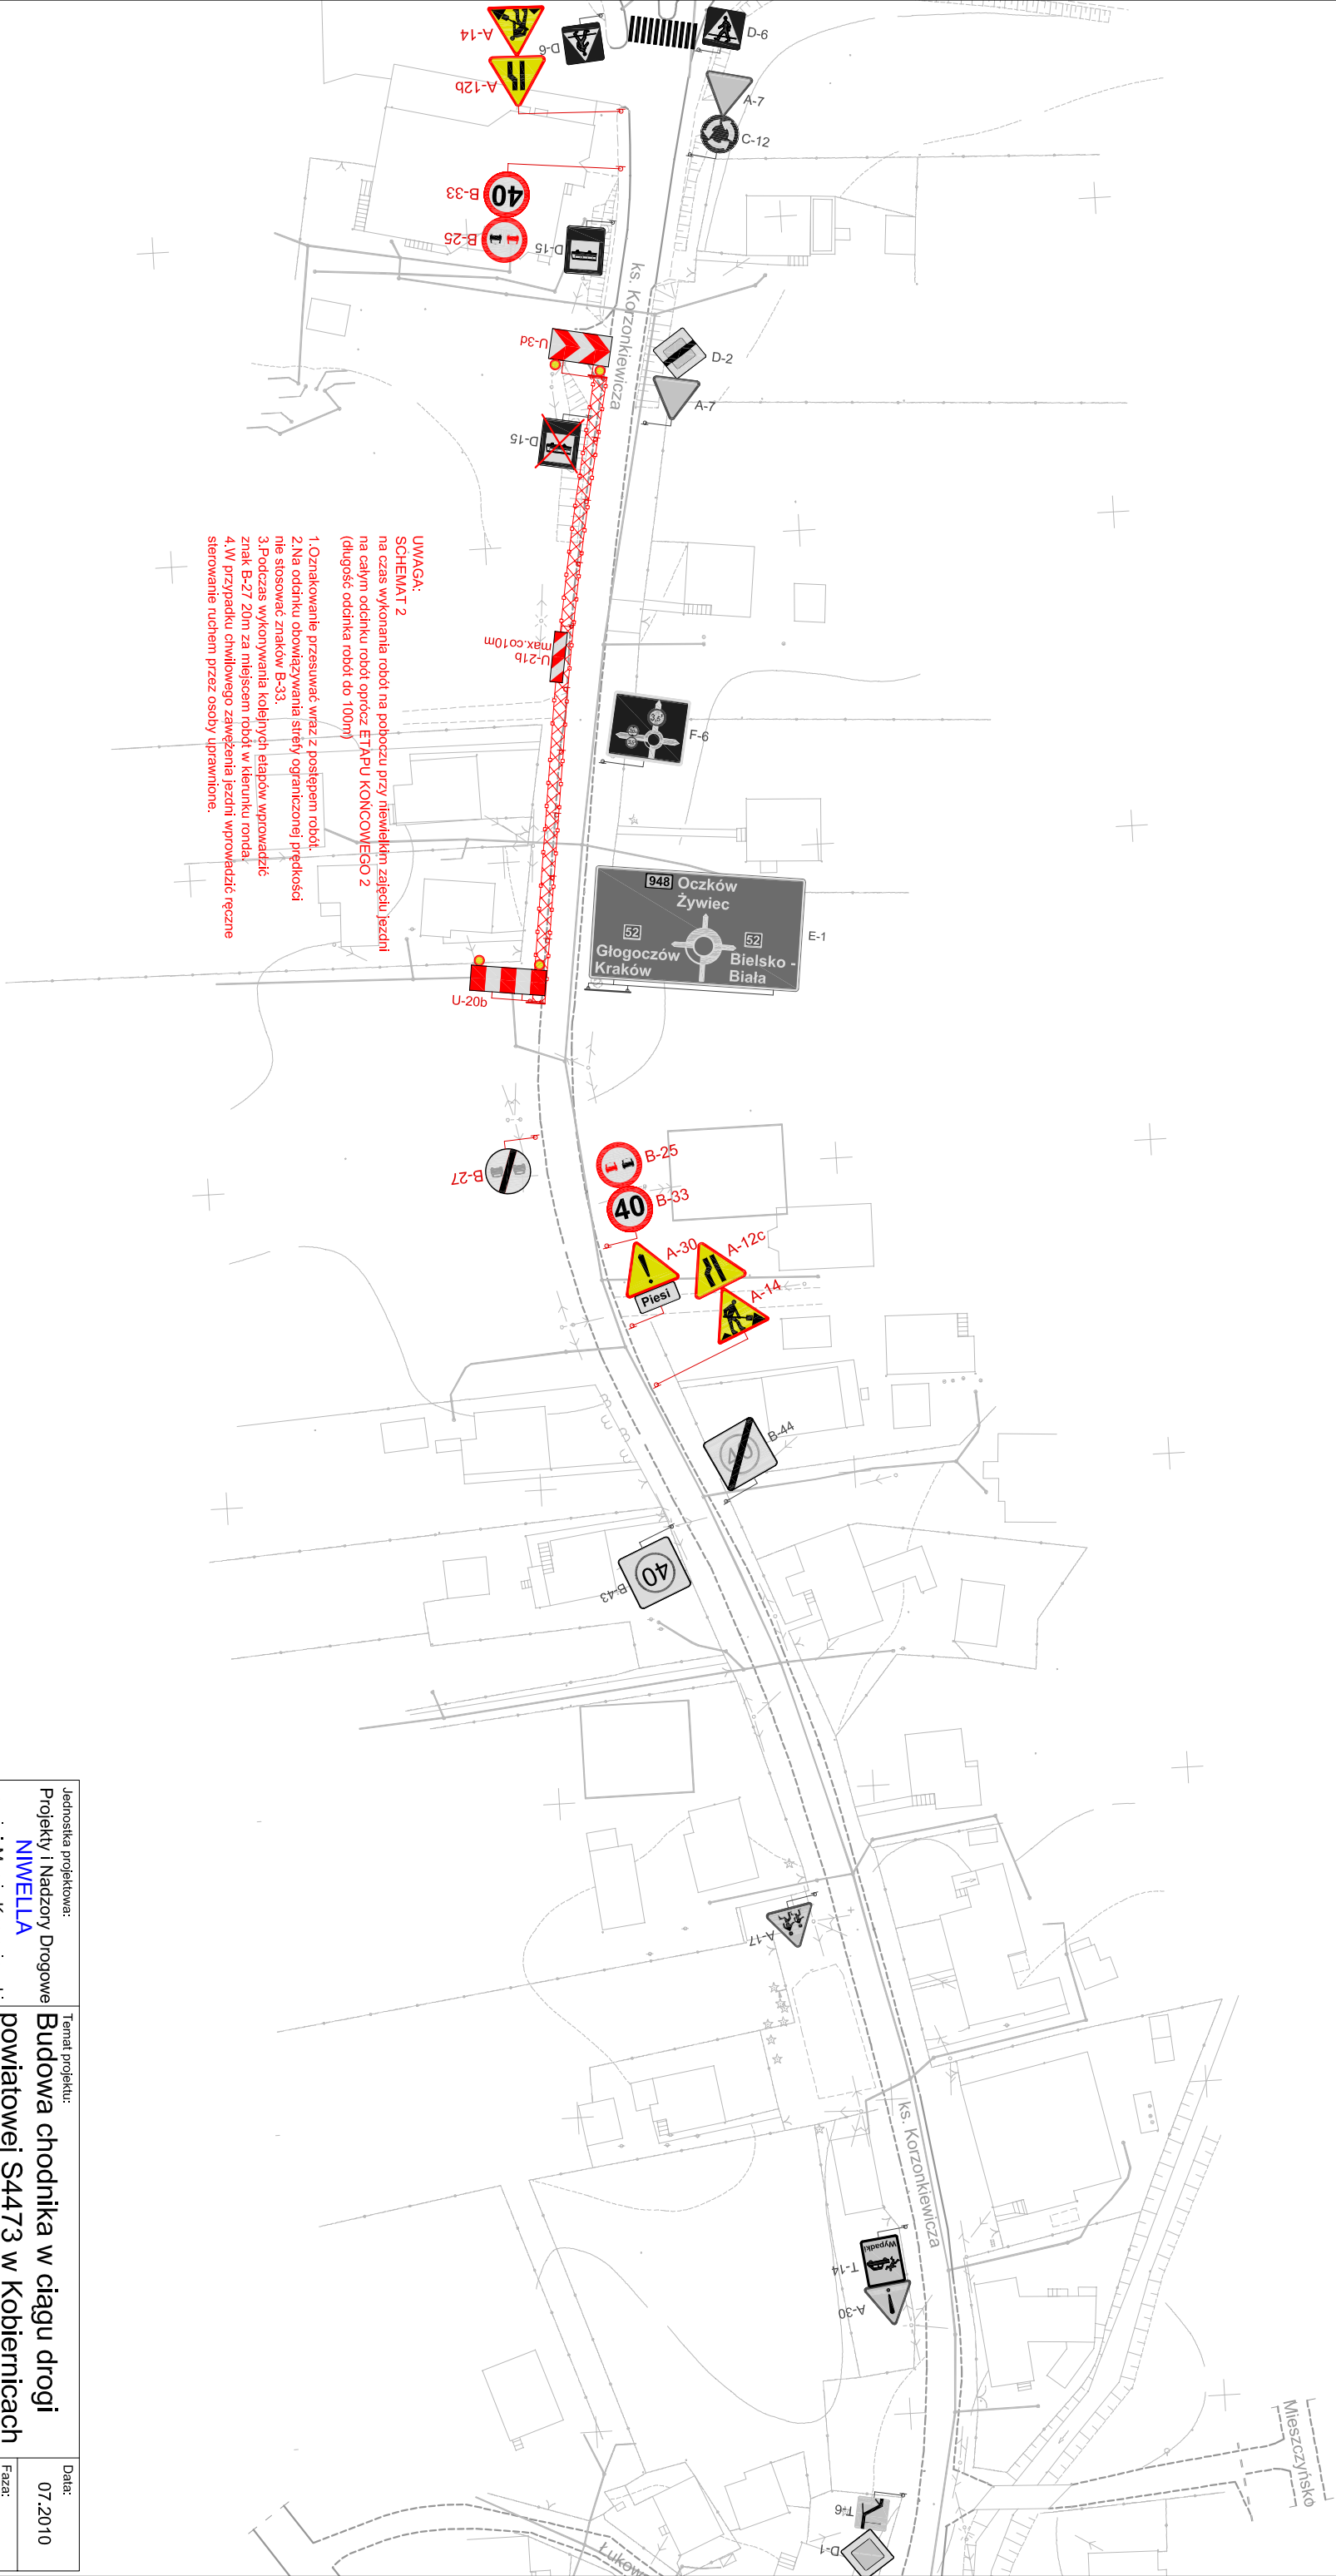 A-14
D-6
D-6
A-12b
A-7
C-12
B-33
40
B-25
D-15
ks. Korzonkiewicza
U-3d
D-2
A-7
D-15
UWAGA:
SCHEMAT 2
na czas wykonania robót na poboczu przy niewielkim zajęciu jezdni
na całym odcinku robót oprócz ETAPU KOŃCOWEGO 2
(długość odcinka robót do 100m)
1.Oznakowanie przesuwać wraz z postępem robót.
2.Na odcinku obowiązywania strefy ograniczonej prędkości
nie stosować znaków B-33.
3.Podczas wykonywania kolejnych etapów wprowadzić
znak B-27 20m za miejscem robót w kierunku ronda.
4.W przypadku chwilowego zawężenia jezdni wprowadzić ręczne
sterowanie ruchem przez osoby uprawnione.
U-21b
max.co10m
F-6
948 Oczków
Żywiec
52
52
Głogoczów
Kraków
Bielsko -
Biała
E-1
U-20b
B-27
B-25
B-33
40
A-30
Piesi
A-12c
A-14
B-44
40
B-43
40
A-17
ks. Korzonkiewicza
Wypadki
T-14
A-30
Mieszczyńsko
T-6
D-1
Jednostka projektowa:
Projekty i Nadzory Drogowe
NIWELLA
Temat projektu:
Budowa chodnika w ciągu drogi
powiatowej S4473 w Kobiernicach
Data:
07.2010
Faza: